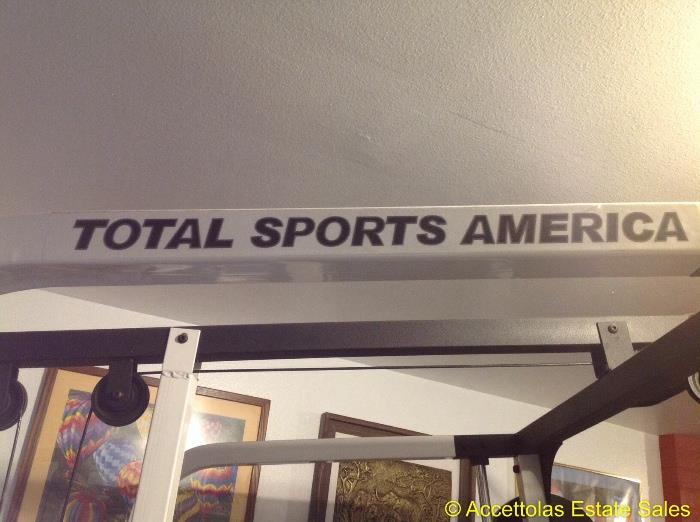 TOTAL SPORTS AMERICA
© Accettolas Estate Sales